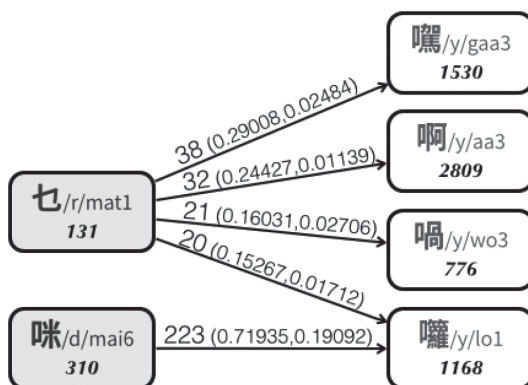 嚿/y/gaa3
1530
38 (0.29008,0.02484)
啊/y/aa3
2809
32 (0.24427,0.01139)
乜/r/mat1
131
21 (0.16031,0.02706)
喎/y/wo3
776
20 (0.15267,0.01712)
咪/d/mai6
310
223 (0.71935,0.19092)
囉/y/lo1
1168